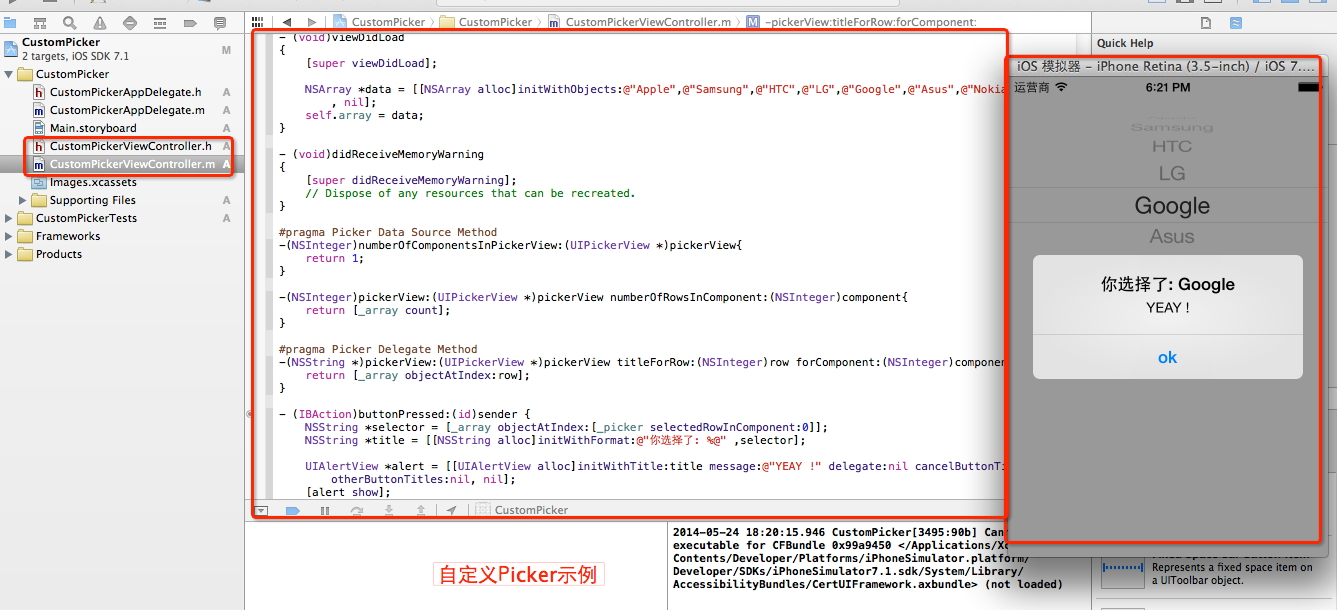 CustomPicker
CustomPicker
CustomPickerViewController.m
M
-pickerView:titleForRow:forComponent:
CustomPicker
2 targets, iOS SDK 7.1
M
CustomPicker
h
CustomPickerAppDelegate.h
A
m
CustomPickerAppDelegate.m
A
Main.storyboard
A
h
CustomPickerViewController.h
A
m
CustomPickerViewController.m
A
Images.xcassets
Supporting Files
A
CustomPickerTests
A
Frameworks
Products
- (void)viewDidLoad
{
[super viewDidLoad];
NSArray *data = [[NSArray alloc]initWithObjects:@"Apple",@"Samsung",@"HTC",@"LG",@"Google",@"Asus",@"Nokia
, nil];
self.array = data;
}
- (void)didReceiveMemoryWarning
{
[super didReceiveMemoryWarning];
// Dispose of any resources that can be recreated.
}
#pragma Picker Data Source Method
-(NSInteger)numberOfComponentsInPickerView:(UIPickerView *)pickerView{
return 1;
}
-(NSInteger)pickerView:(UIPickerView *)pickerView numberOfRowsInComponent:(NSInteger)component{
return [_array count];
}
#pragma Picker Delegate Method
-(NSString *)pickerView:(UIPickerView *)pickerView titleForRow:(NSInteger)row forComponent:(NSInteger)componen
return [_array objectAtIndex:row];
}
- (IBAction)buttonPressed:(id)sender {
NSString *selector = [_array objectAtIndex:[_picker selectedRowInComponent:0]];
NSString *title = [[NSString alloc]initWithFormat:@"你选择了: %@" ,selector];
UIAlertView *alert = [[UIAlertView alloc]initWithTitle:title message:@"YEAY !" delegate:nil cancelButtonTi
otherButtonTitles:nil, nil];
[alert show];
CustomPicker
2014-05-24 18:20:15.946 CustomPicker[3495:90b] Can
executable for CFBundle 0x99a9450 </Applications/Xc
Contents/Developer/Platforms/iPhoneSimulator.platform/
Developer/SDKs/iPhoneSimulator7.1.sdk/System/Library/
AccessibilityBundles/CertUIFramework.axbundle> (not loaded)
自定义Picker示例
Quick Help
iOS 模拟器 - iPhone Retina (3.5-inch) / iOS 7....
运营商
6:21 PM
Samsung
HTC
LG
Google
Asus
你选择了: Google
YEAY !
ok
Represents a fixed space item on
a UIToolbar object.